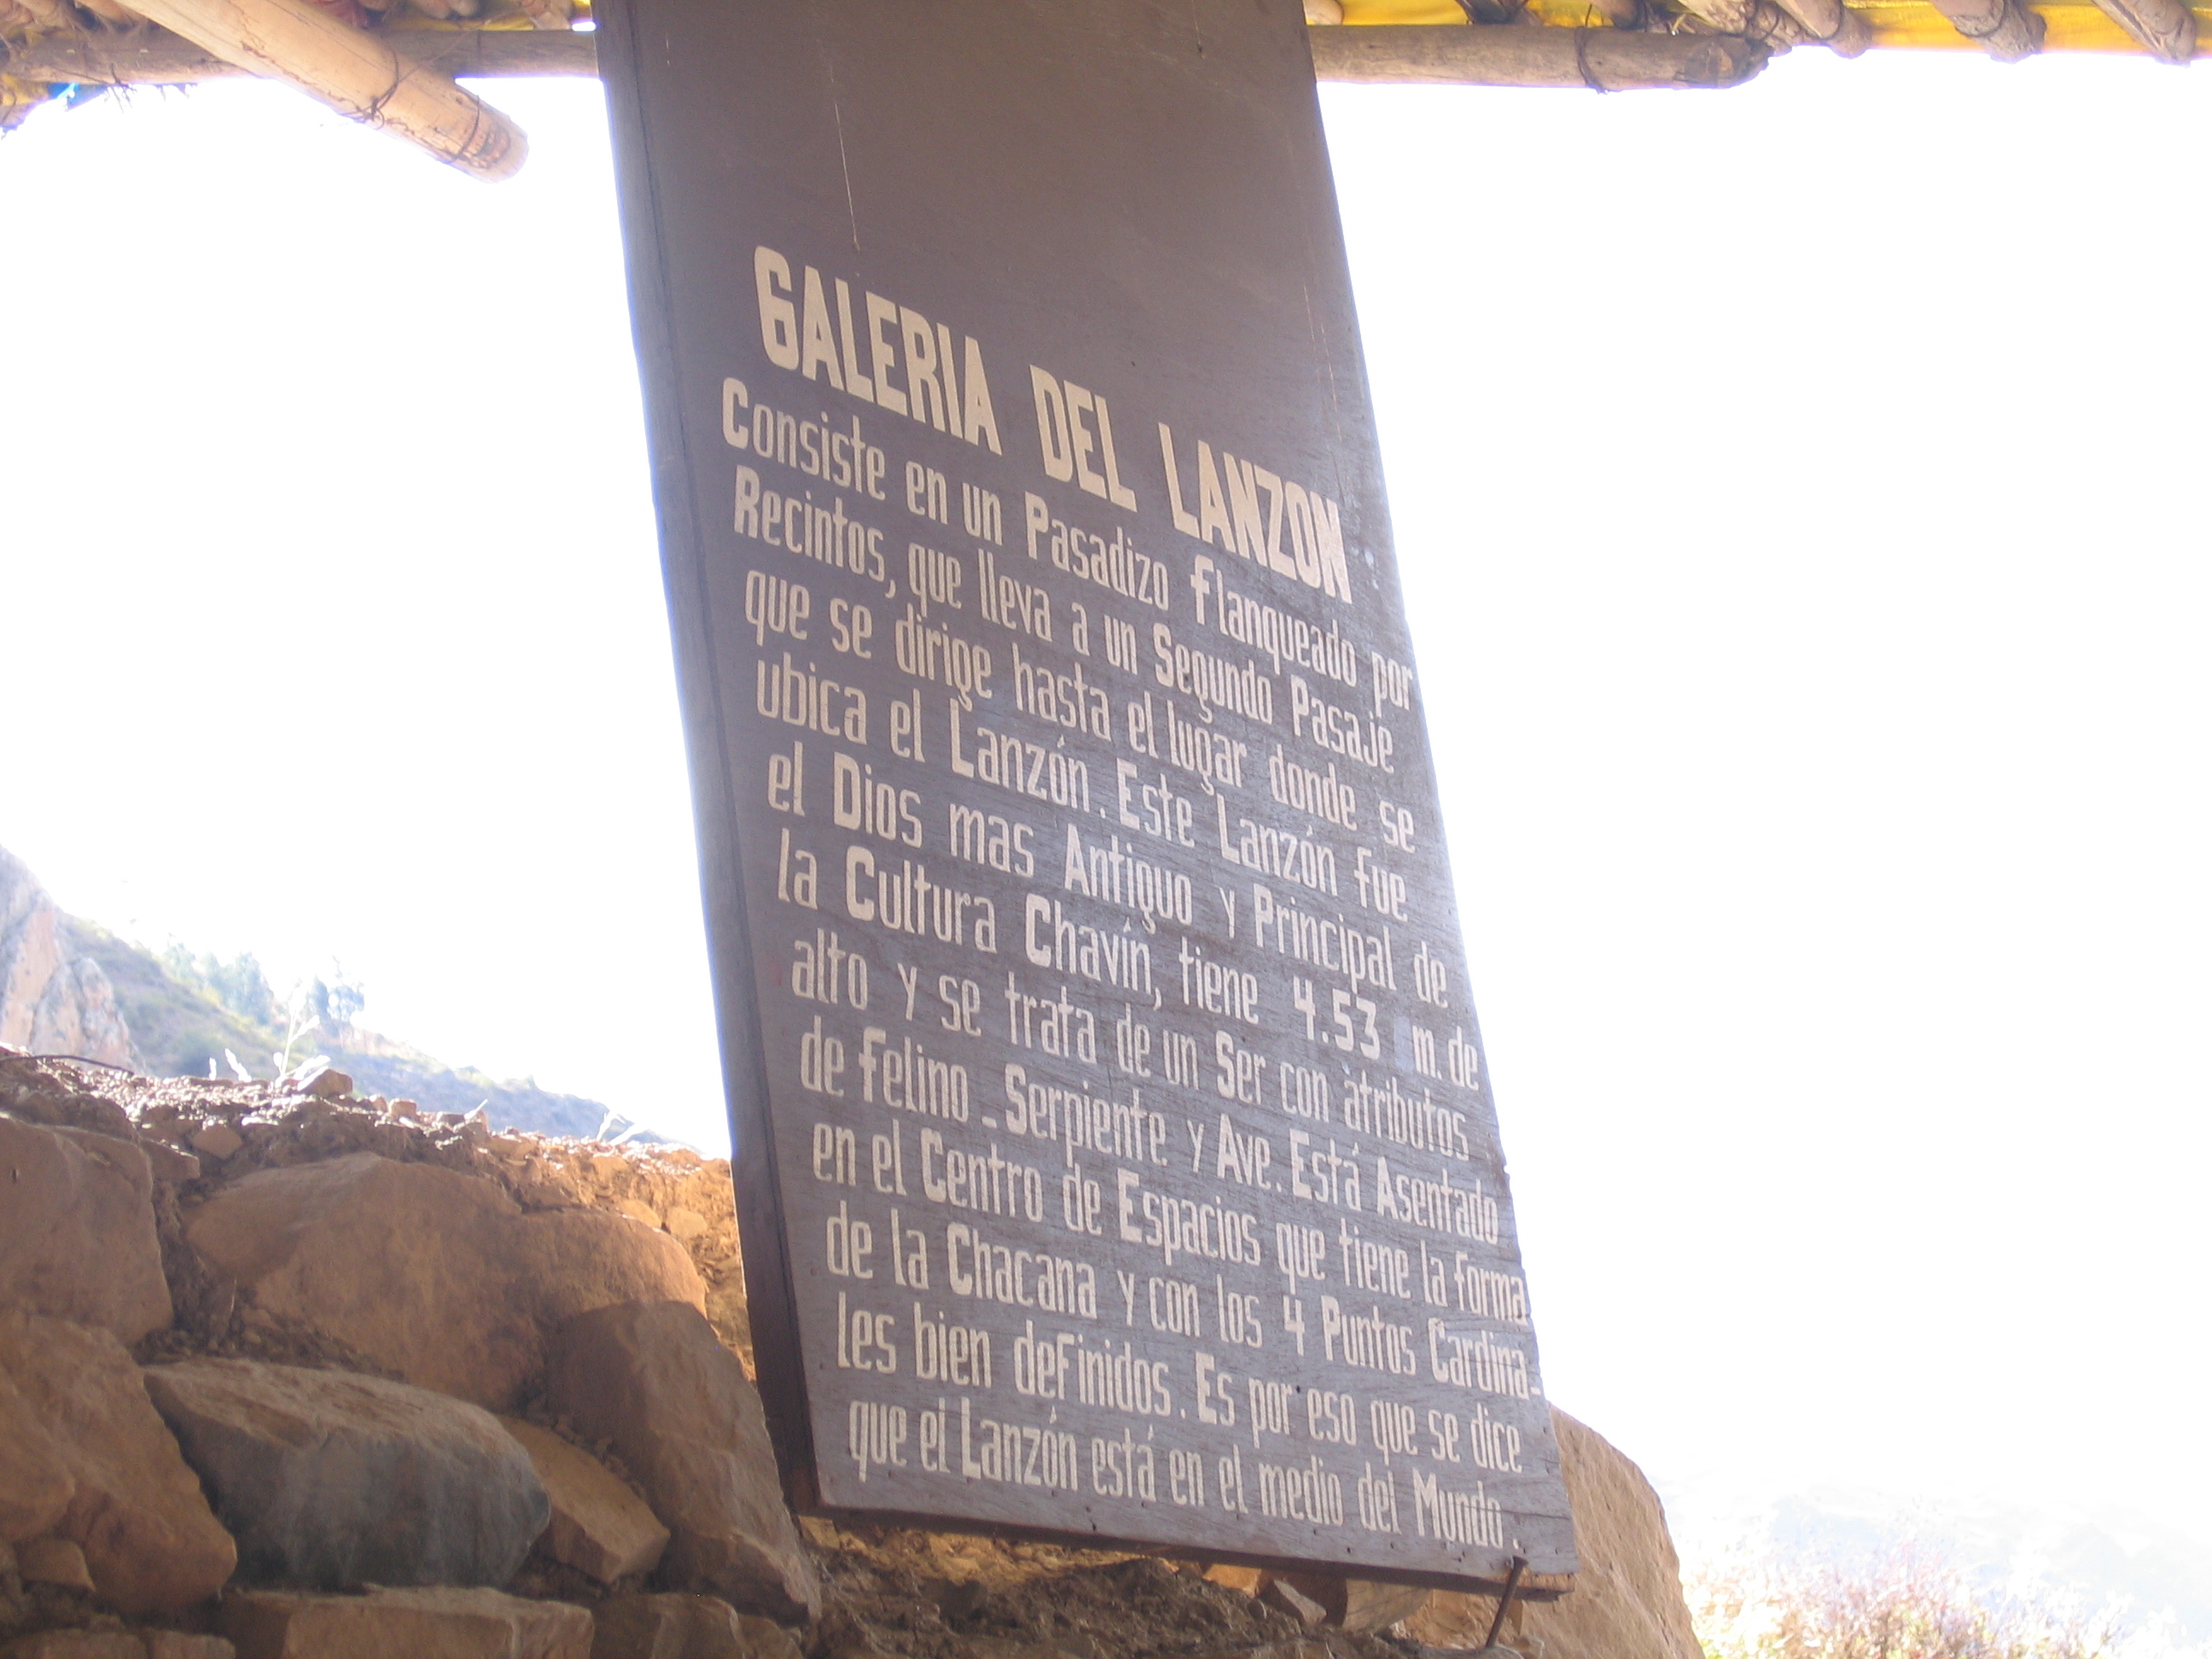 GALERIA DEL LANZON.
Consiste en un Pasadizo flanqueado por
Recintos, que lleva a un Segundo Pasaje
que se dirige hasta el lugar donde se
ubica el Lanzón. Este Lanzón fue
el Dios mas Antiguo y Principal de
la Cultura Chavín, tiene 4.53 m. de
alto y se trata de un Ser con atributos
de felino - Serpiente y Ave. Está Asentado
en el Centro de Espacios que tiene la forma
de la Chacana y con los 4 Puntos Cardina-
les bien definidos. Es por eso que se dice
que el Lanzón está en el medio del Mundo.